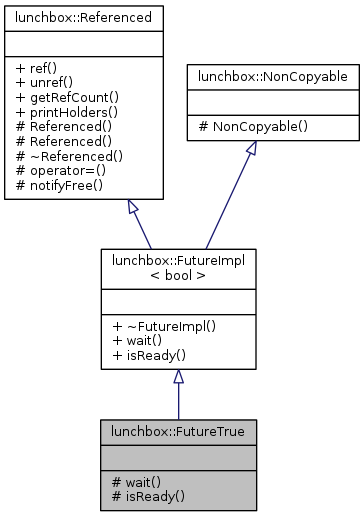 lunchbox::Referenced
+ ref()
+ unref()
+ getRefCount()
+ printHolders()
# Referenced()
# Referenced()
# ~Referenced()
# operator=()
# notifyFree()
lunchbox::NonCopyable
# NonCopyable()
lunchbox::FutureImpl
< bool >
+ ~FutureImpl()
+ wait()
+ isReady()
lunchbox::FutureTrue
# wait()
# isReady()